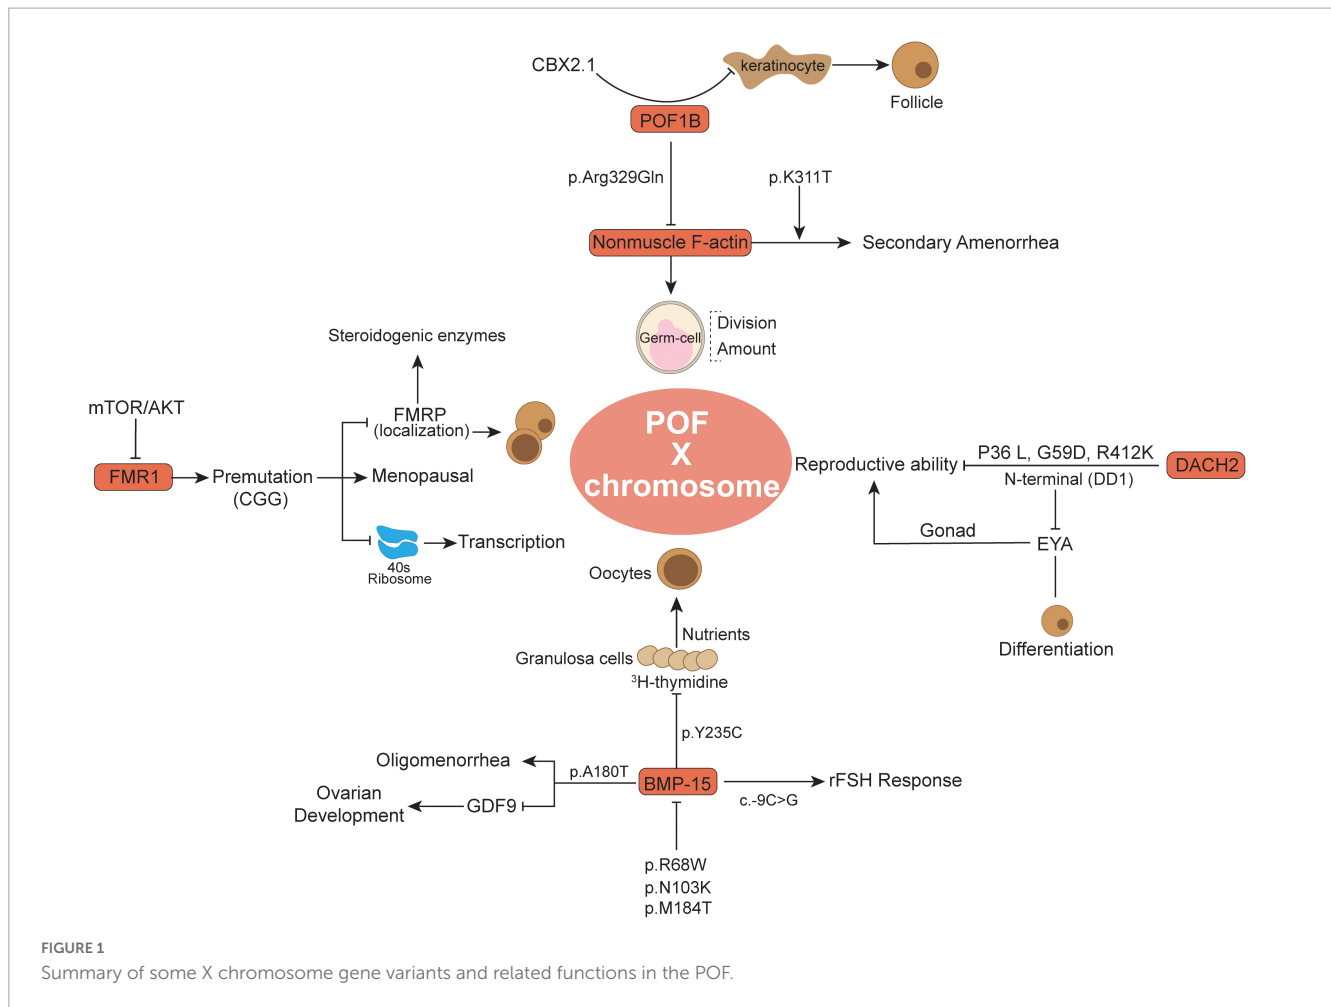 CBX2.1
keratinocyte
Follicle
POF1B
p.Arg329Gln
p.K311T
Nonmuscle F-actin
Secondary Amenorrhea
Germ-cell
Division
Amount
Steroidogenic enzymes
mTOR/AKT
FMRP
(localization)
FMR1
Premutation
(CGG)
Menopausal
40s
Ribosome
Transcription
POF
X
chromosome
Reproductive ability
P36 L, G59D, R412K
N-terminal (DD1)
DACH2
Gonad
EYA
Differentiation
Oocytes
Nutrients
Granulosa cells
³H-thymidine
p.Y235C
Oligomenorrhea
p.A180T
BMP-15
rFSH Response
c.-9C>G
Ovarian
Development
GDF9
p.R68W
p.N103K
p.M184T
FIGURE 1
Summary of some X chromosome gene variants and related functions in the POF.